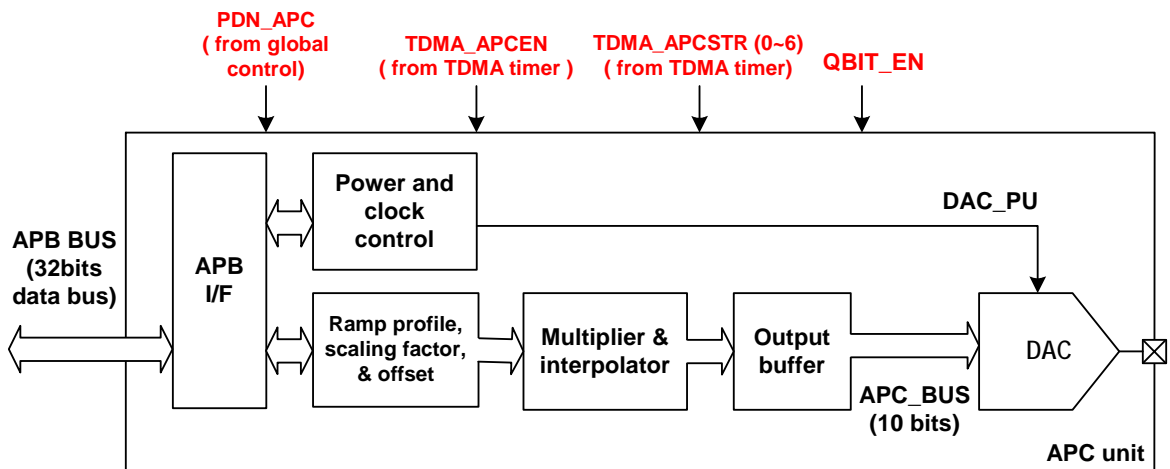 PDN_APC
( from global
control)
TDMA_APCEN
( from TDMA timer )
TDMA_APCSTR (0~6)
( from TDMA timer)
QBIT_EN
APB BUS
(32bits
data bus)
APB
I/F
Power and
clock
control
DAC_PU
Ramp profile,
scaling factor,
& offset
Multiplier &
interpolator
Output
buffer
APC_BUS
(10 bits)
DAC
APC unit